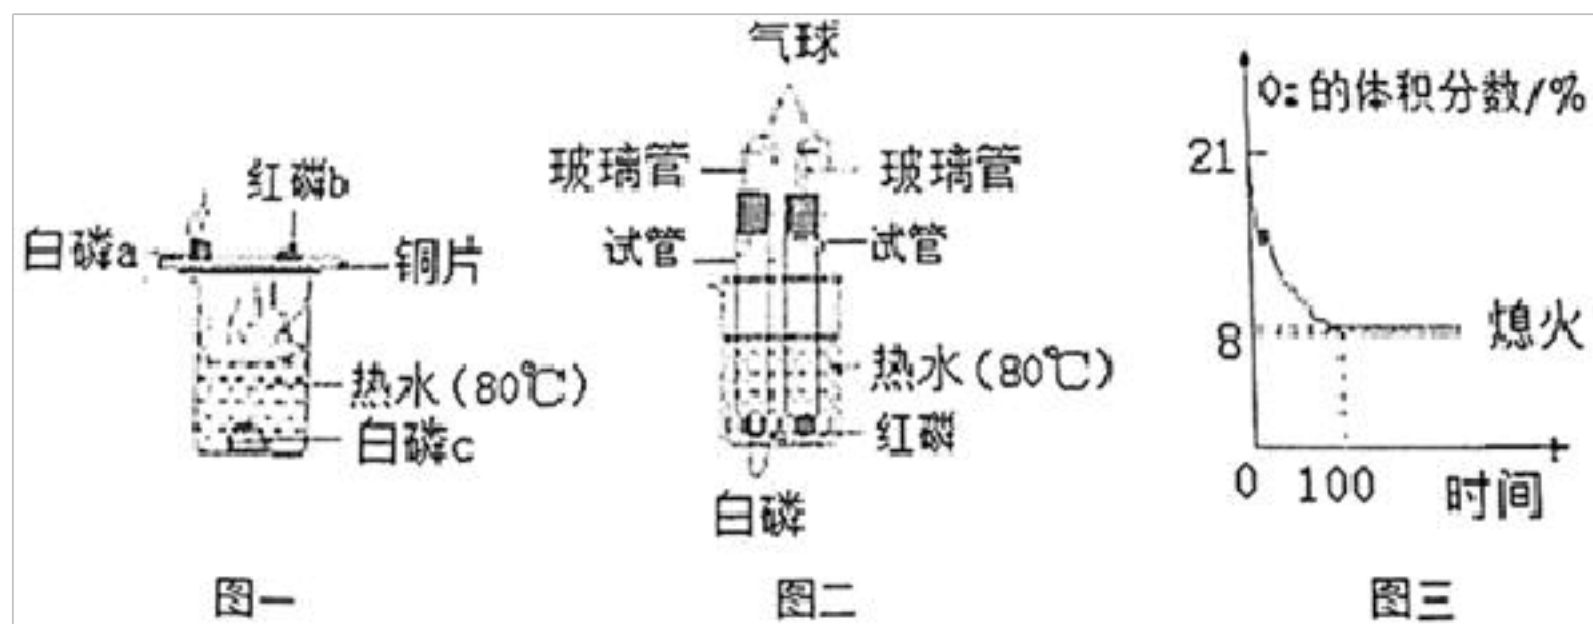 红磷b
白磷a
铜片
热水(80℃)
白磷c
图一
气球
玻璃管
玻璃管
试管
试管
热水(80℃)
红磷
白磷
图二
O₂的体积分数/%
21
8
熄火
0
100
t
时间
图三